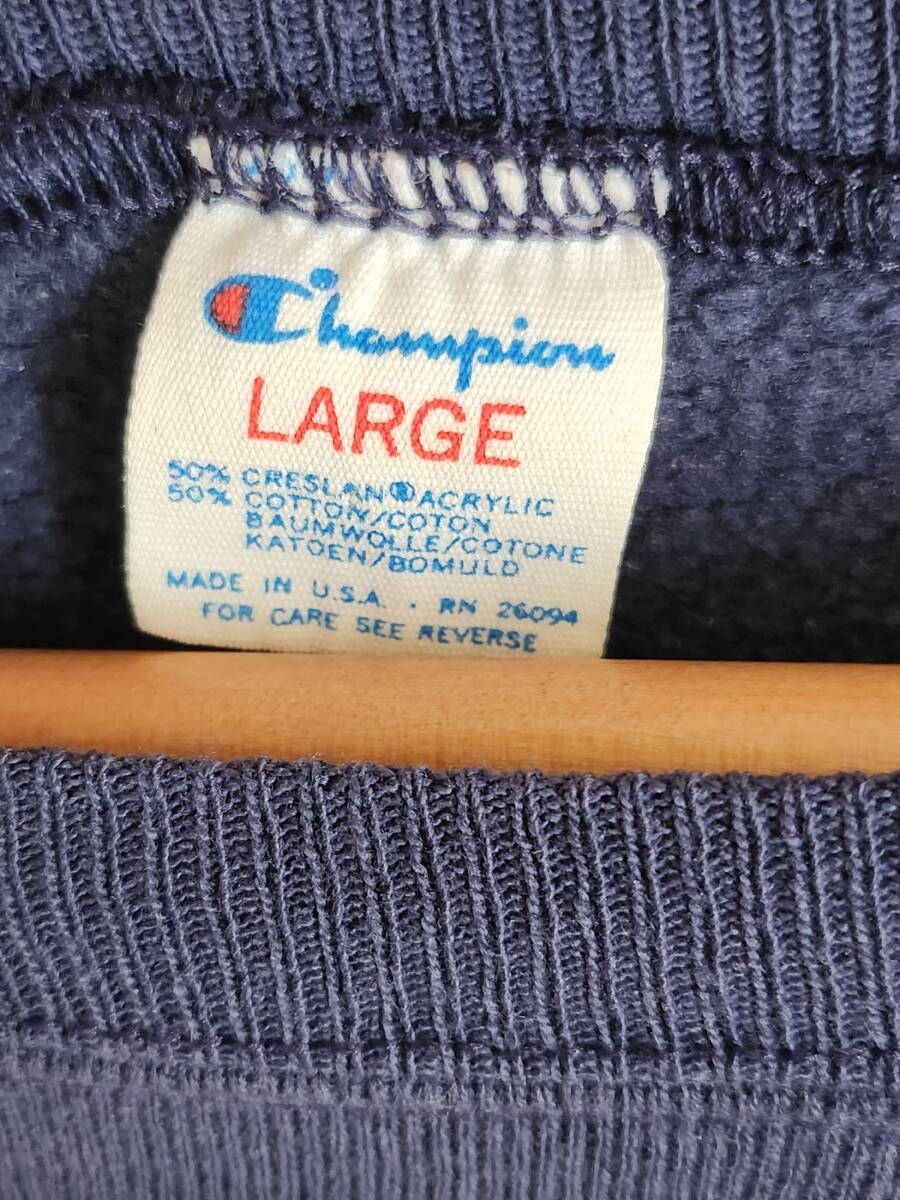 Champion
LARGE
50% CRESLAN® ACRYLIC
50% COTTON/COTON
BAUMWOLLE/COTONE
KATOEN/BOMULD
MADE IN U.S.A. . RN 26094
FOR CARE SEE REVERSE